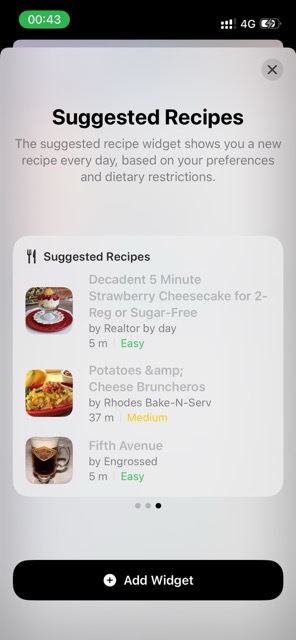 00:43
4G
Suggested Recipes
The suggested recipe widget shows you a new
recipe every day, based on your preferences
and dietary restrictions.
Suggested Recipes
Decadent 5 Minute
Strawberry Cheesecake for 2-
Reg or Sugar-Free
by Realtor by day
5 m Easy
Potatoes &amp;
Cheese Bruncheros
by Rhodes Bake-N-Serv
37 m Medium
Fifth Avenue
by Engrossed
5 m Easy
Add Widget